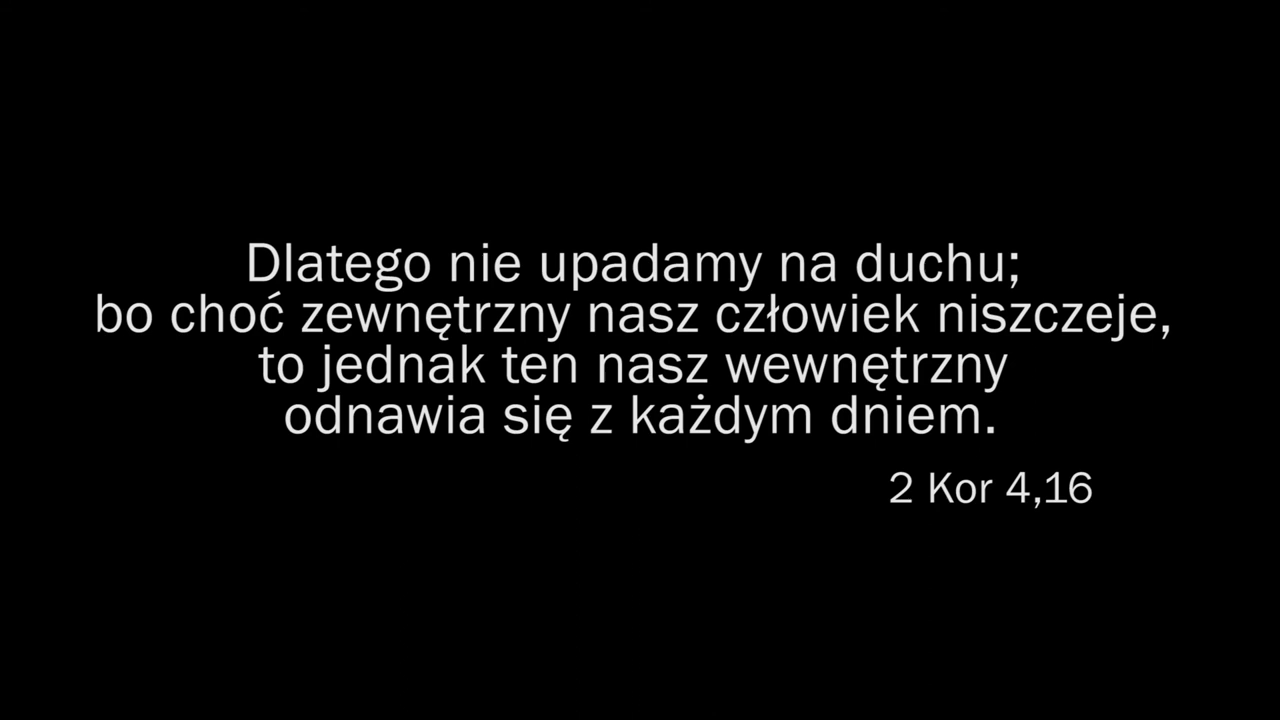 Dlatego nie upadamy na duchu;
bo choć zewnętrzny nasz człowiek niszczeje,
to jednak ten nasz wewnętrzny
odnawia się z każdym dniem.
2 Kor 4,16